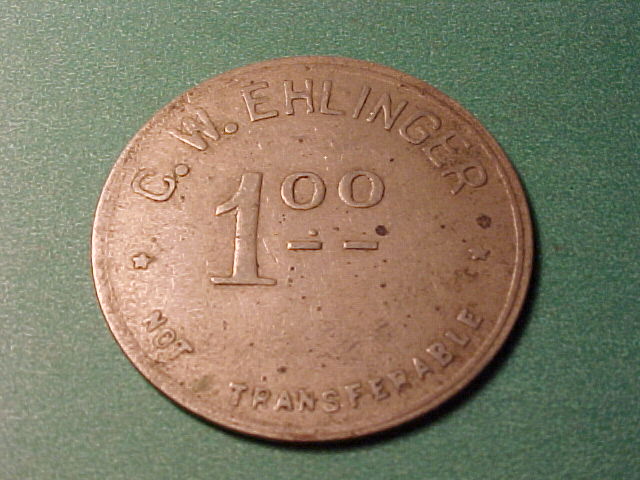 C. W. EHLINGER
1 00
NOT TRANSFERABLE